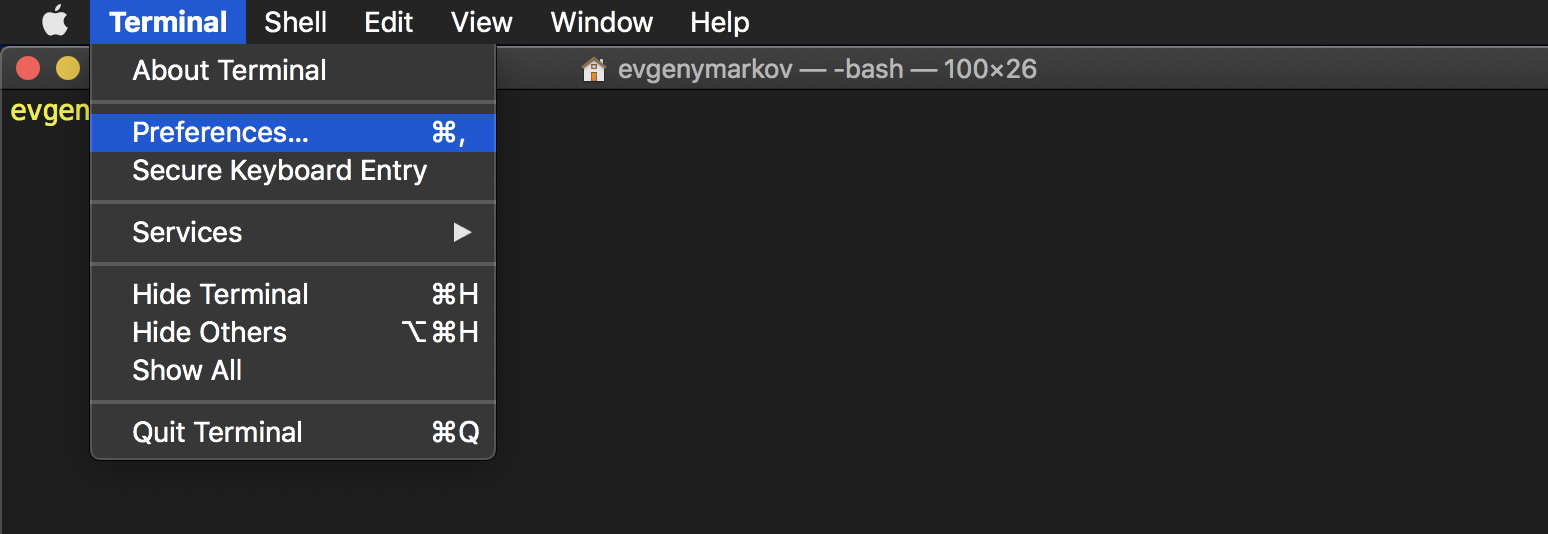 Terminal Shell Edit View Window Help
evgenymarkov — -bash — 100×26
evgen
About Terminal
Preferences... ⌘,
Secure Keyboard Entry
Services ▶
Hide Terminal ⌘H
Hide Others ⌥⌘H
Show All
Quit Terminal ⌘Q